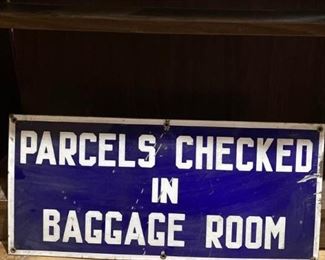 PARCELS CHECKED
IN
BAGGAGE ROOM